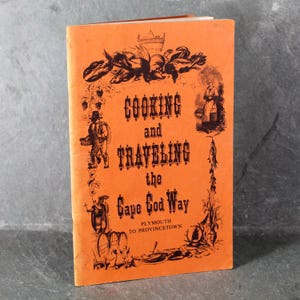 COOKING
and
TRAVELING
the
Cape Cod Way
PLYMOUTH
TO PROVINCETOWN